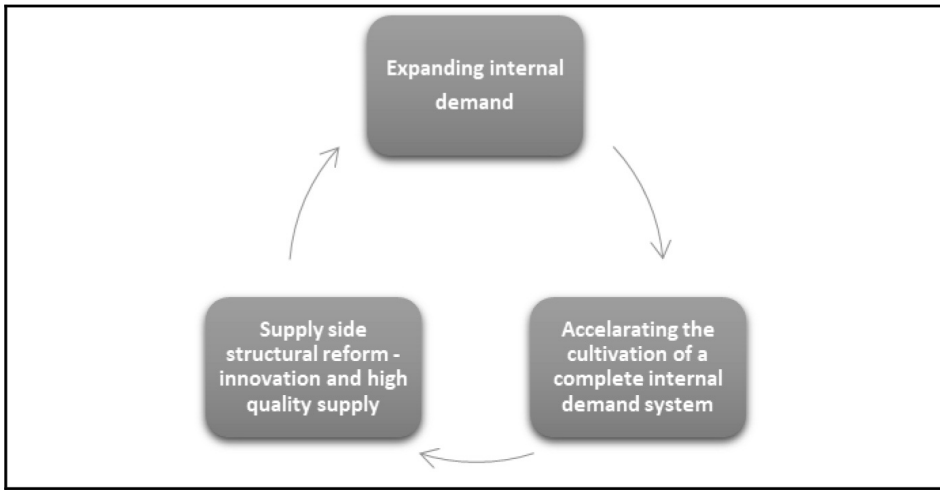 Expanding internal
demand
Accelarating the
cultivation of a
complete internal
demand system
Supply side
structural reform -
innovation and high
quality supply